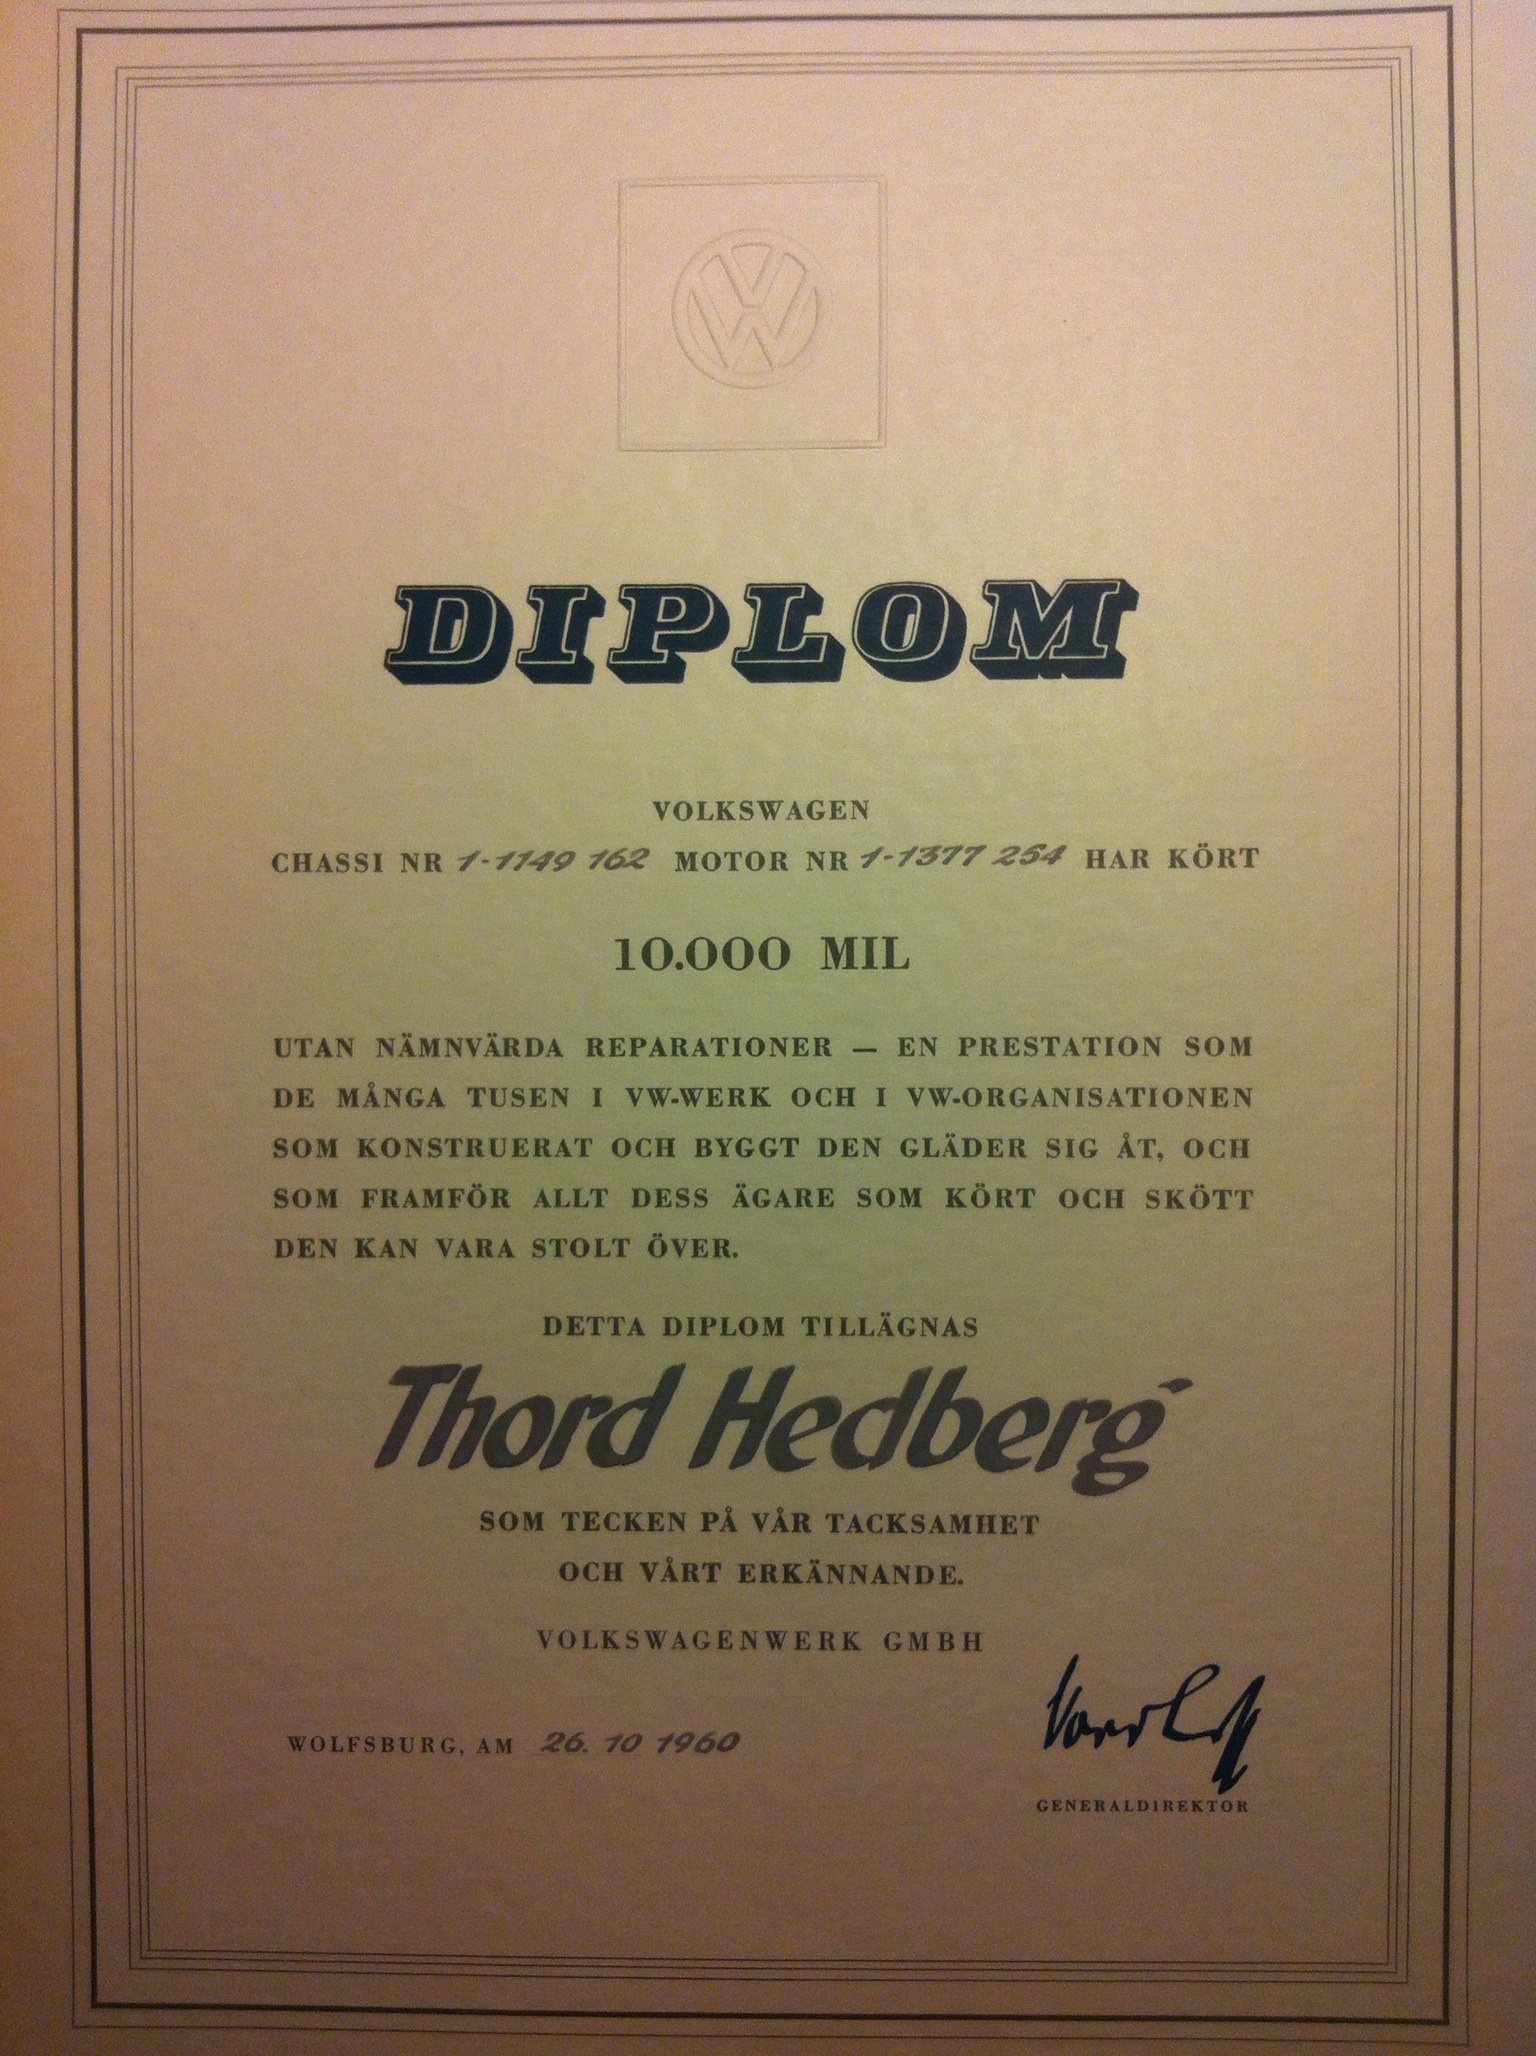 DIPLOM
VOLKSWAGEN
CHASSI NR 1-1149 162 MOTOR NR 1-1377 254 HAR KÖRT
10.000 MIL
UTAN NÄMNVÄRDA REPARATIONER — EN PRESTATION SOM
DE MÅNGA TUSEN I VW-WERK OCH I VW-ORGANISATIONEN
SOM KONSTRUERAT OCH BYGGT DEN GLÄDER SIG ÅT, OCH
SOM FRAMFÖR ALLT DESS ÄGARE SOM KÖRT OCH SKÖTT
DEN KAN VARA STOLT ÖVER.
DETTA DIPLOM TILLÄGNAS
Thord Hedberg
SOM TECKEN PÅ VÅR TACKSAMHET
OCH VÅRT ERKÄNNANDE.
VOLKSWAGENWERK GMBH
WOLFSBURG, AM 26. 10 1960
GENERALDIREKTOR